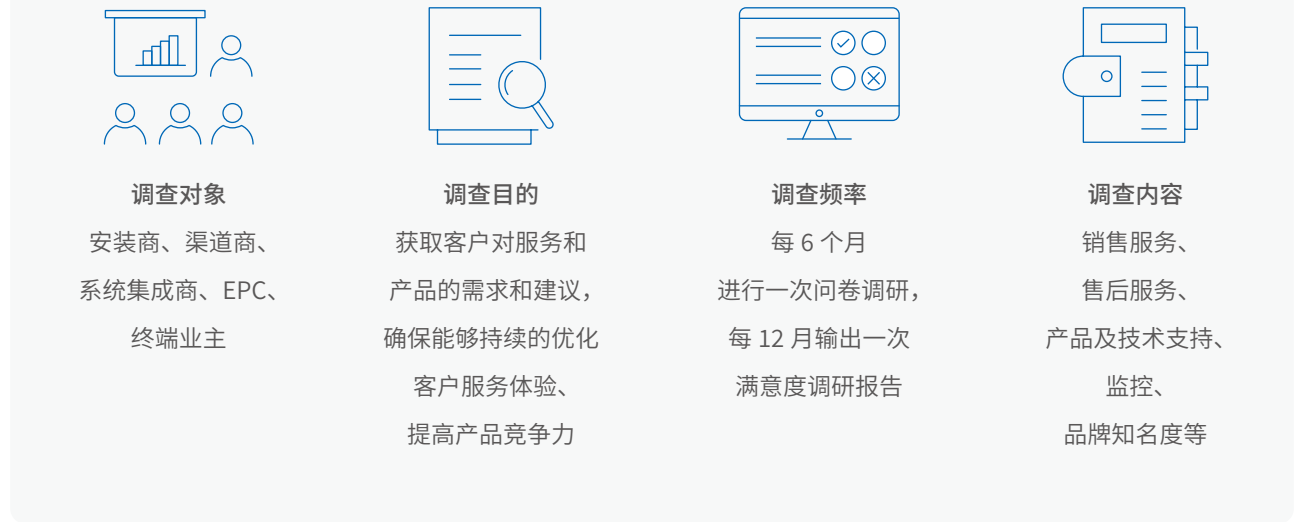 调查对象
安装商、渠道商、
系统集成商、EPC、
终端业主
调查目的
获取客户对服务和
产品的需求和建议，
确保能够持续的优化
客户服务体验、
提高产品竞争力
调查频率
每 6 个月
进行一次问卷调研，
每 12 月输出一次
满意度调研报告
调查内容
销售服务、
售后服务、
产品及技术支持、
监控、
品牌知名度等